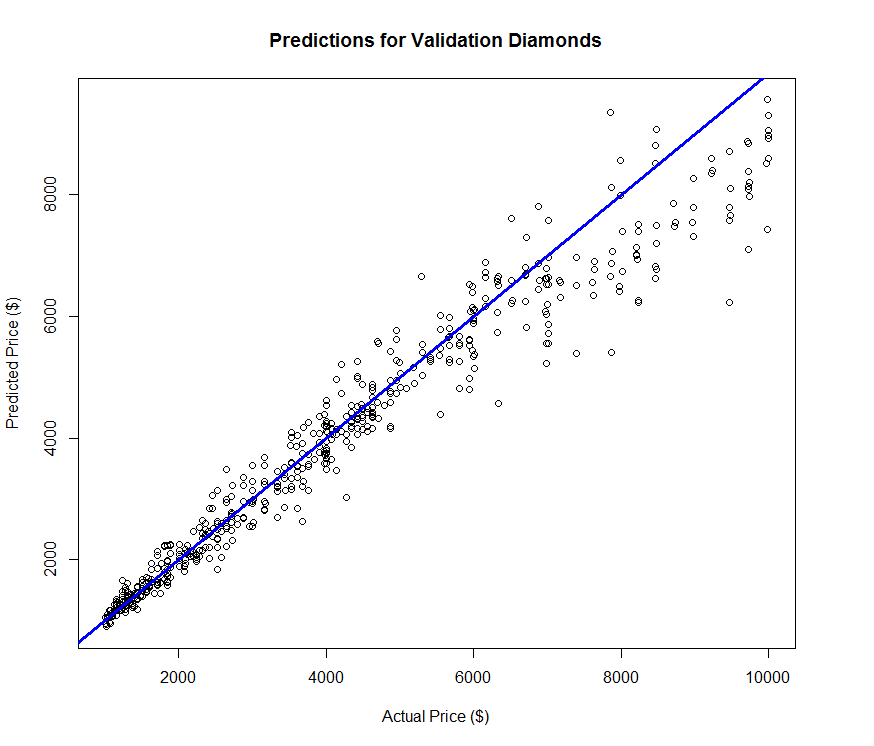 Predictions for Validation Diamonds
Predicted Price ($)
8000
6000
4000
2000
2000 4000 6000 8000 10000
Actual Price ($)